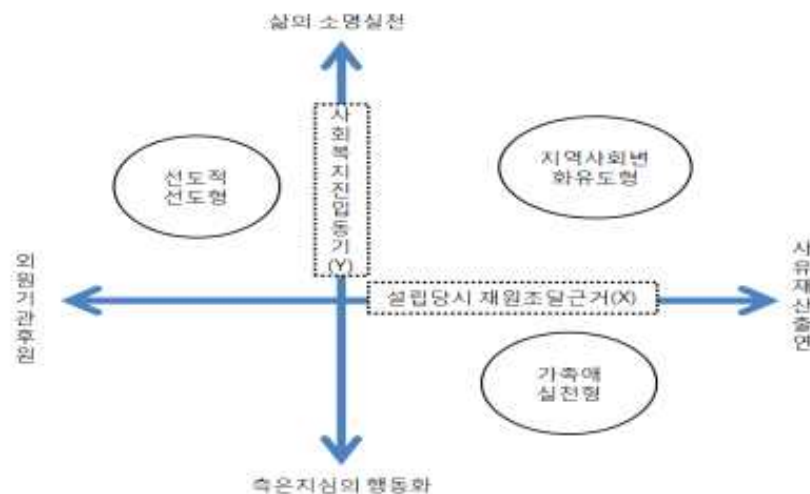 삶의 소명실천
사회복지진입동기(Y)
선도적
선도형
지역사회변
화유도형
외원기관후원
설립당시 재원조달근거(X)
사유재산출연
가족애
실천형
측은지심의 행동화